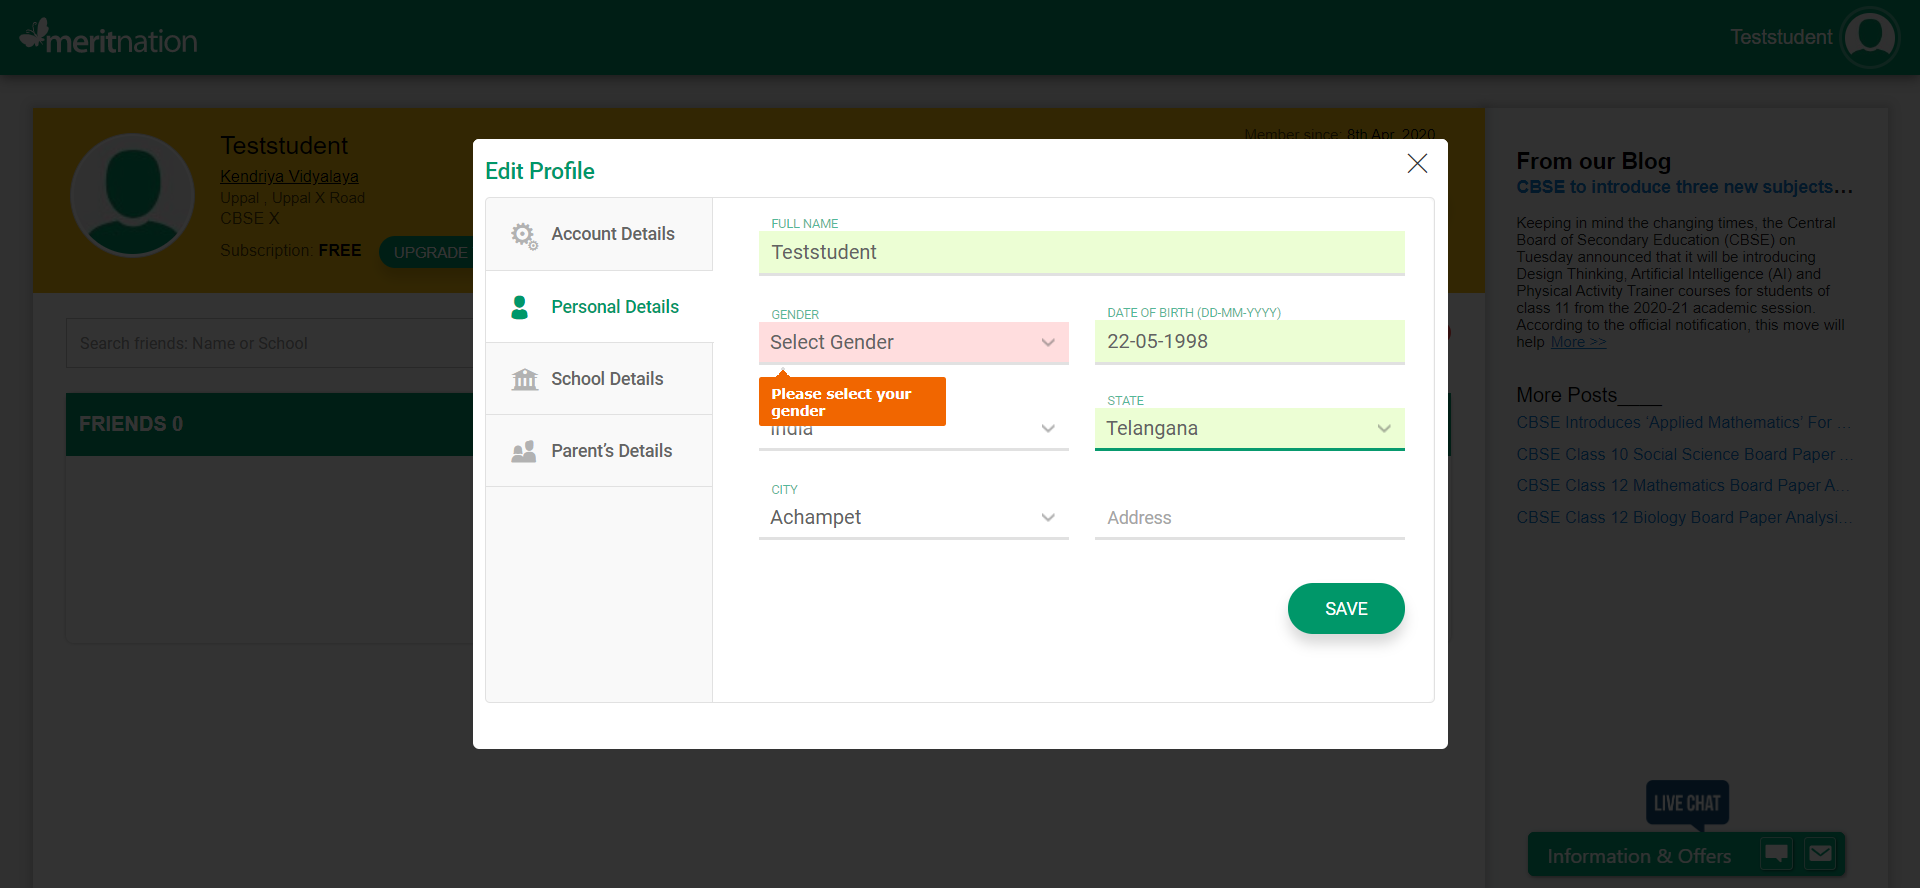 meritnation
Teststudent
Teststudent
Kendriya Vidyalaya
Uppal , Uppal X Road
CBSE X
Subscription: FREE
UPGRADE
Member since: 8th Apr, 2020
Search friends: Name or School
FRIENDS 0
Edit Profile
Account Details
Personal Details
School Details
Parent’s Details
FULL NAME
Teststudent
GENDER
Select Gender
DATE OF BIRTH (DD-MM-YYYY)
22-05-1998
Please select your
gender
India
STATE
Telangana
CITY
Achampet
Address
SAVE
From our Blog
CBSE to introduce three new subjects...
Keeping in mind the changing times, the Central
Board of Secondary Education (CBSE) on
Tuesday announced that it will be introducing
Design Thinking, Artificial Intelligence (AI) and
Physical Activity Trainer courses for students of
class 11 from the 2020-21 academic session.
According to the official notification, this move will
help More >>
More Posts____
CBSE Introduces ‘Applied Mathematics’ For ...
CBSE Class 10 Social Science Board Paper ...
CBSE Class 12 Mathematics Board Paper A...
CBSE Class 12 Biology Board Paper Analysi...
LIVE CHAT
Information & Offers